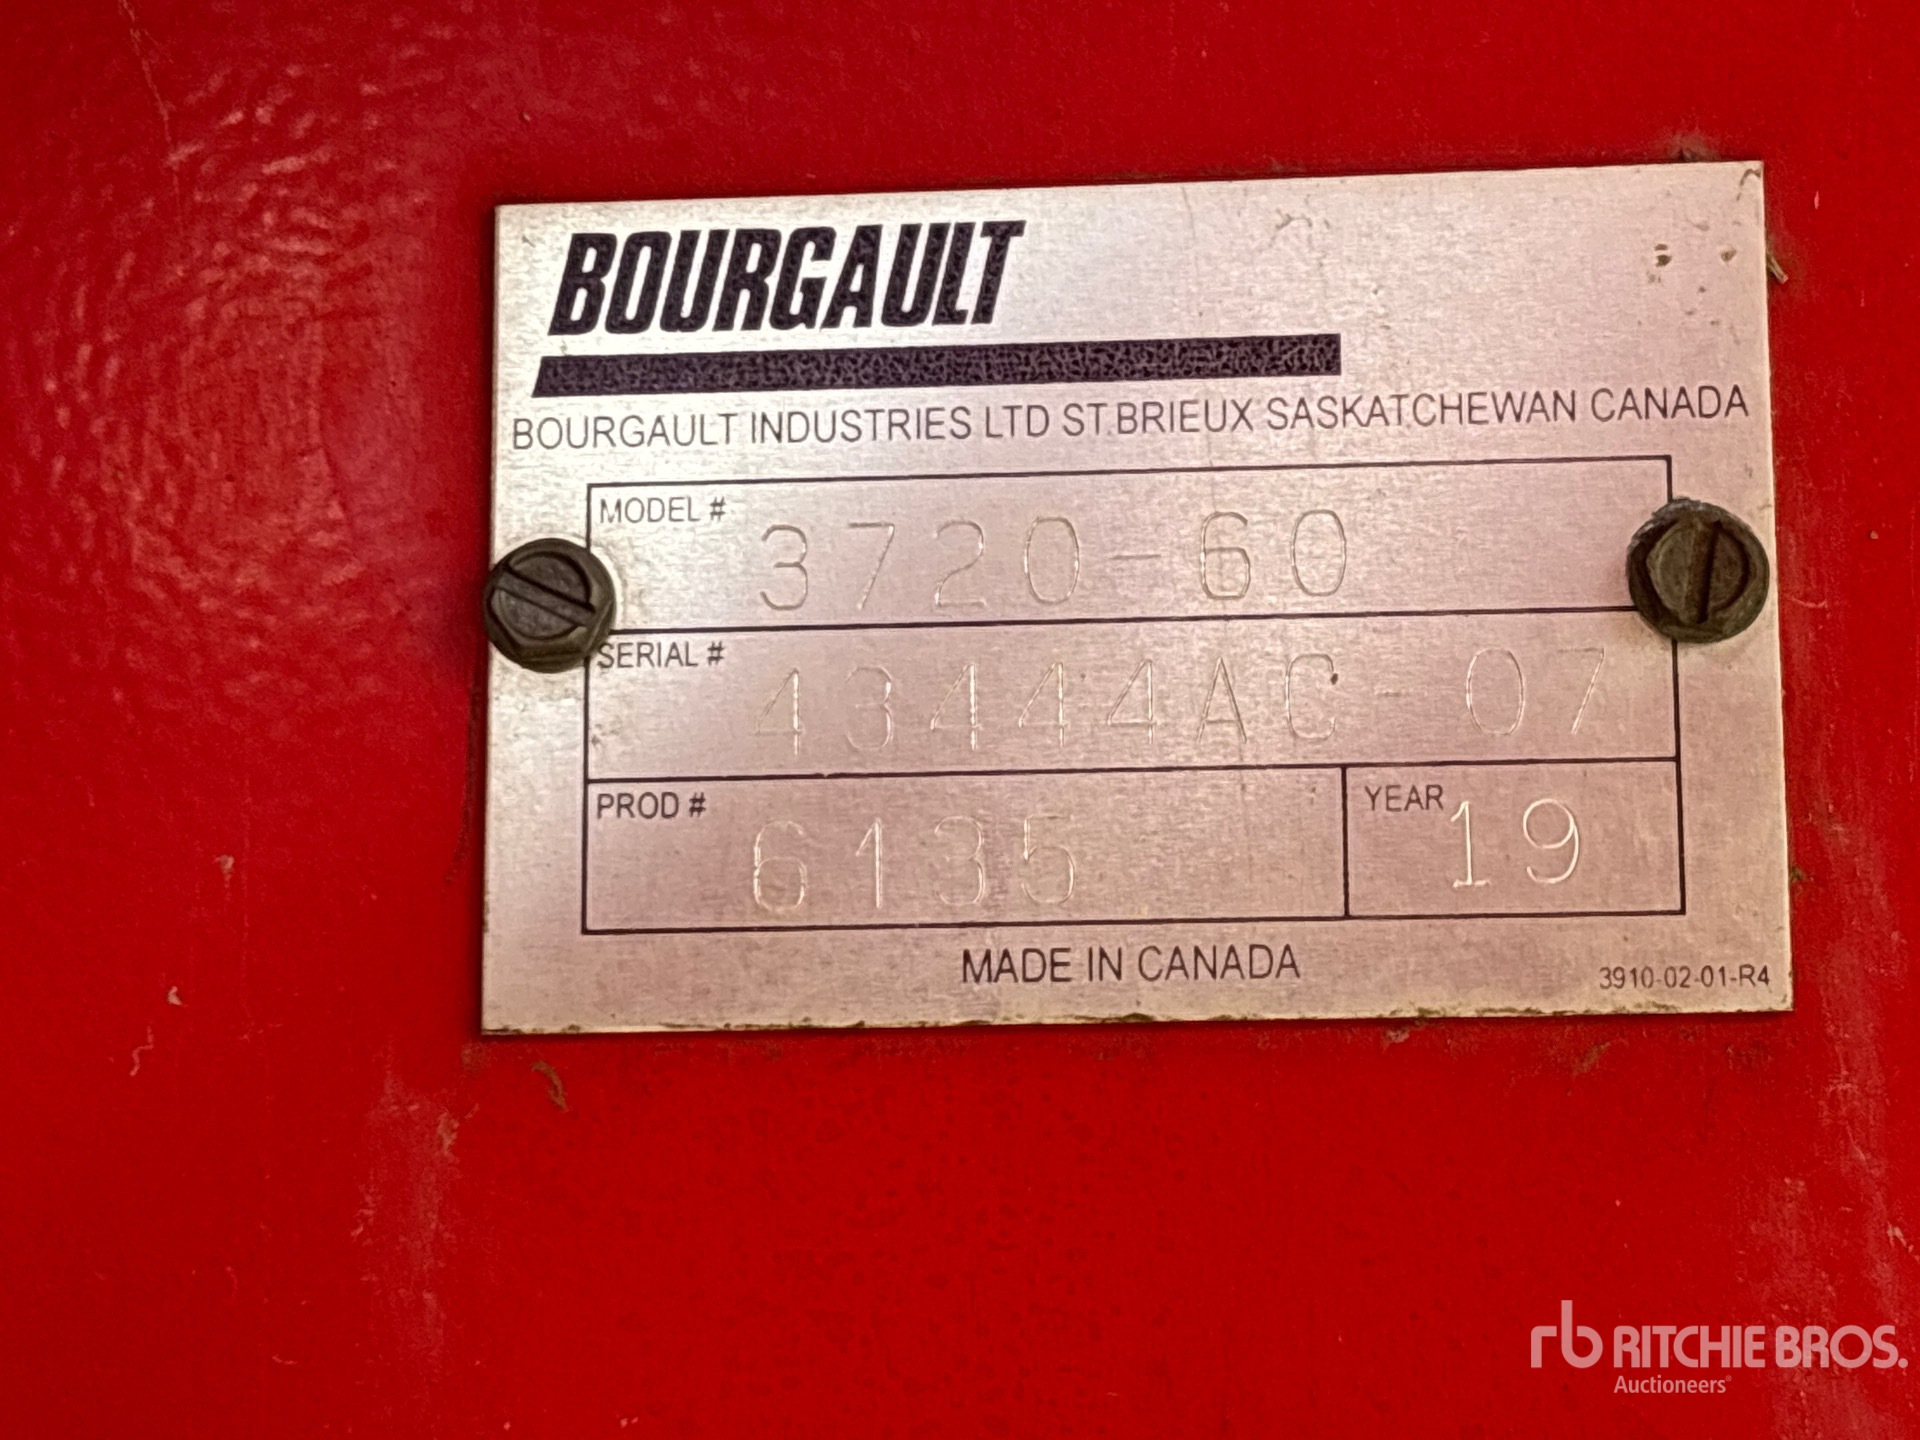 BOURGAULT
BOURGAULT INDUSTRIES LTD ST.BRIEUX SASKATCHEWAN CANADA
MODEL # 3720-60
SERIAL # 43444AC-07
PROD # 6135 YEAR 19
MADE IN CANADA
3910-02-01-R4
rb RITCHIE BROS.
Auctioneers